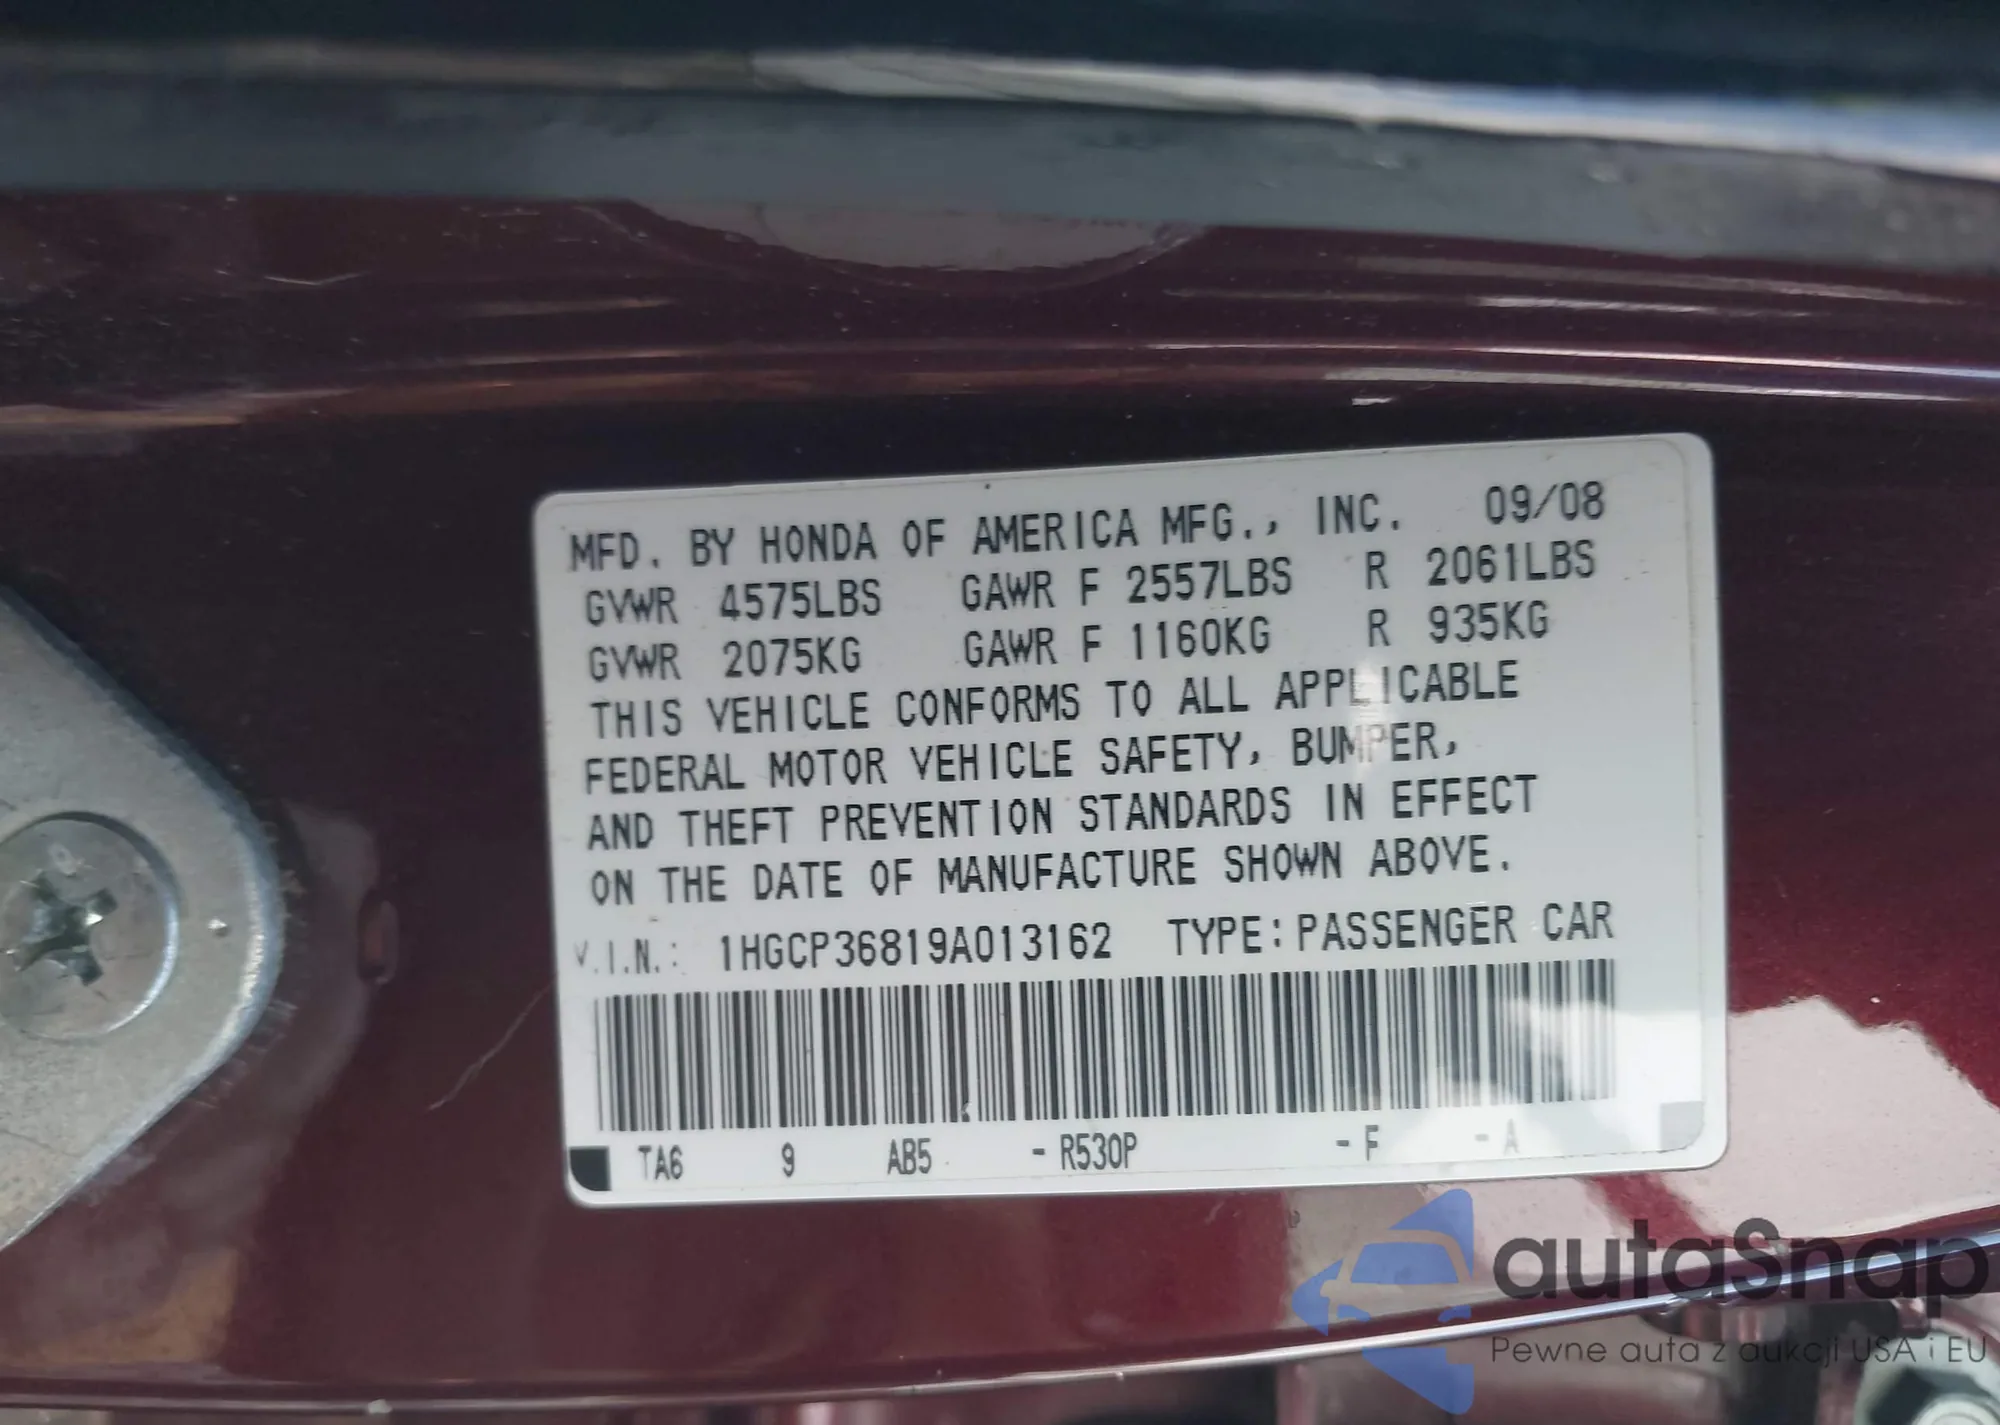 MFD. BY HONDA OF AMERICA MFG., INC. 09/08
GVWR 4575LBS GAWR F 2557LBS R 2061LBS
GVWR 2075KG GAWR F 1160KG R 935KG
THIS VEHICLE CONFORMS TO ALL APPLICABLE
FEDERAL MOTOR VEHICLE SAFETY, BUMPER,
AND THEFT PREVENTION STANDARDS IN EFFECT
ON THE DATE OF MANUFACTURE SHOWN ABOVE.
V.I.N.: 1HGCP36819A013162 TYPE: PASSENGER CAR
TA6 9 AB5 - R530P - F - A
autaSnap
Pewne auta z aukcji USA i EU